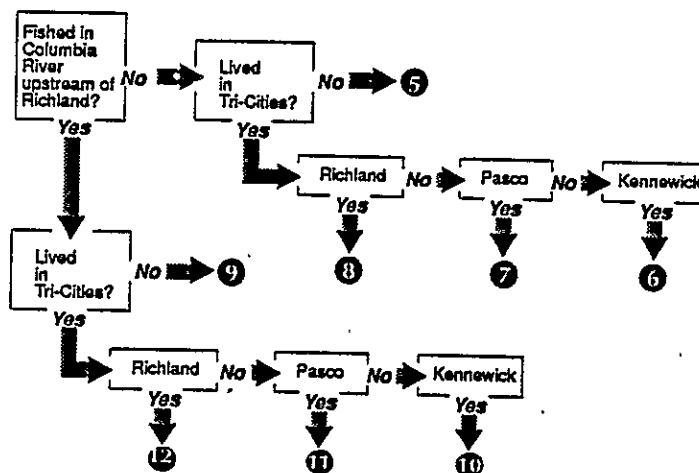 Fished in
Columbia
River
upstream of
Richland?
No
Lived
in
Tri-Cities?
No
5
Yes
Yes
Richland
No
Pasco
No
Kennewick
Yes
Yes
Yes
8
7
6
Lived
in
Tri-Cities?
No
9
Yes
Richland
No
Pasco
No
Kennewick
Yes
Yes
Yes
12
11
10